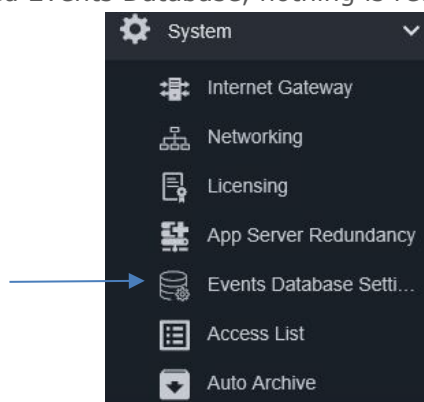 Events Database, nothing is re
System
Internet Gateway
Networking
Licensing
App Server Redundancy
Events Database Setti...
Access List
Auto Archive